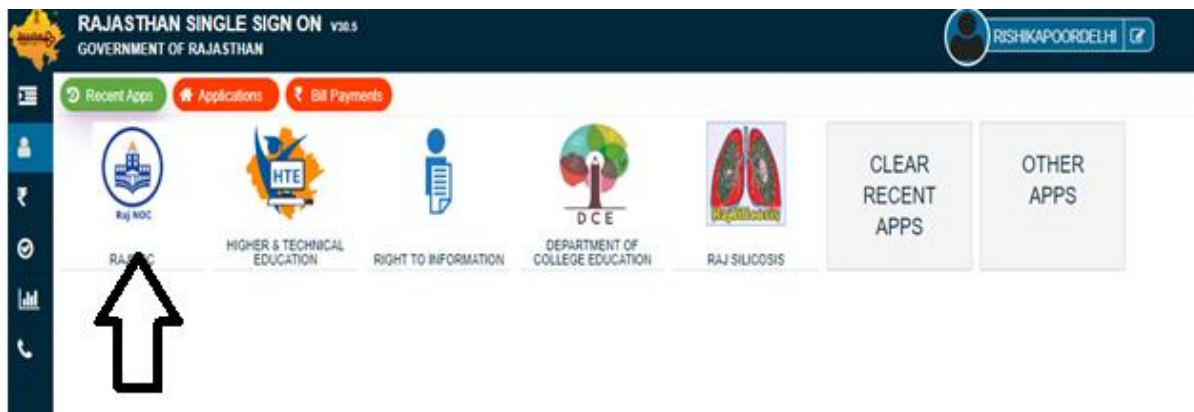 RAJASTHAN SINGLE SIGN ON V30.5
GOVERNMENT OF RAJASTHAN
RISHIKAPOORDELHI
Recent Apps
Applications
₹ Bill Payments
Raj NOC
HTE
HIGHER & TECHNICAL
EDUCATION
RIGHT TO INFORMATION
DCE
DEPARTMENT OF
COLLEGE EDUCATION
RajSilicosis
RAJ SILICOSIS
CLEAR
RECENT
APPS
OTHER
APPS